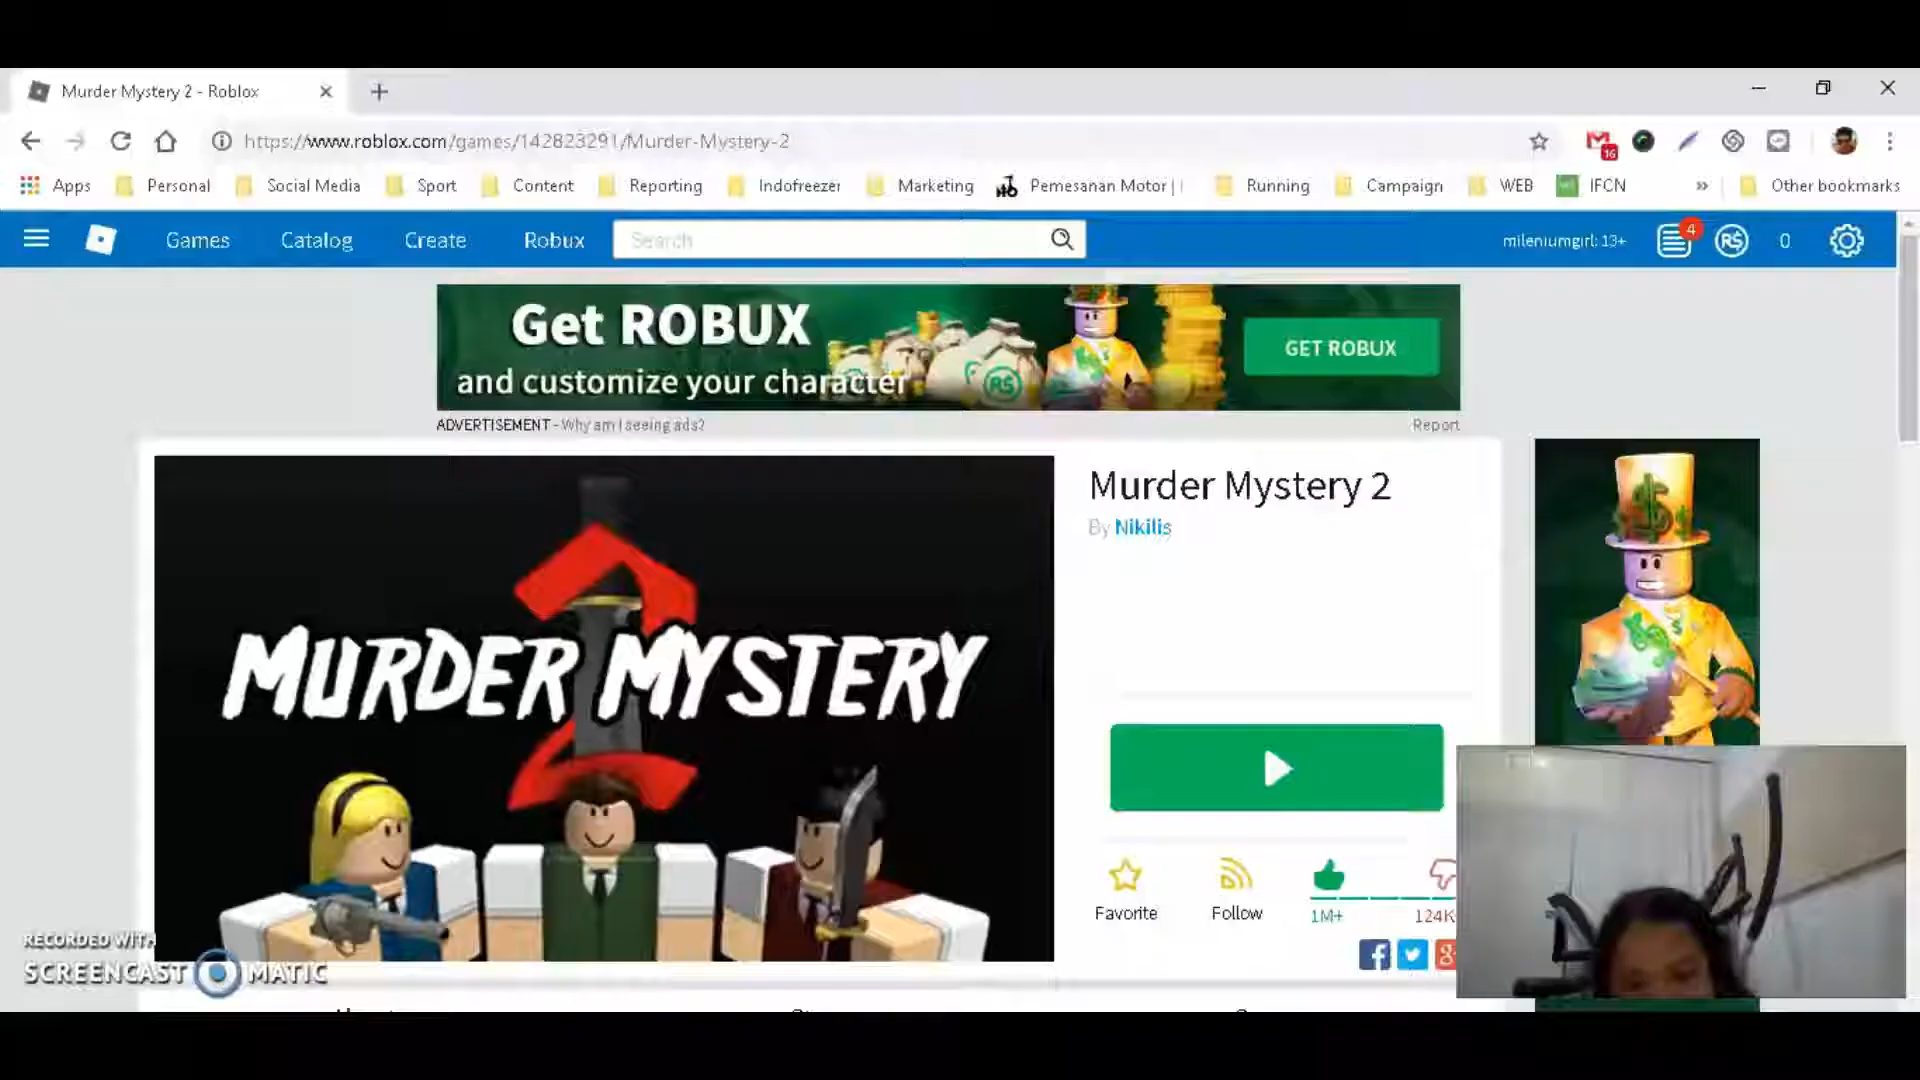 Murder Mystery 2 - Roblox
https://www.roblox.com/games/142823291/Murder-Mystery-2
16
Apps Personal Social Media Sport Content Reporting Indofreezer Marketing Pemesanan Motor | Running Campaign WEB IFCN » Other bookmarks
Games Catalog Create Robux Search mileniumgirl: 13+ 4 R$ 0
Get ROBUX
and customize your character
R$
GET ROBUX
ADVERTISEMENT - Why am I seeing ads? Report
$
2
MURDER MYSTERY
Murder Mystery 2
By Nikilis
Favorite Follow 1M+ 124K
RECORDED WITH
SCREENCAST MATIC